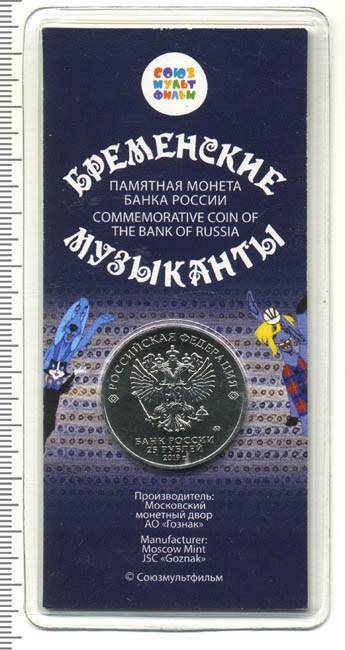 СОЮЗ
МУЛЬТ
ФИЛЬМ
БРЕМЕНСКИЕ
ПАМЯТНАЯ МОНЕТА
БАНКА РОССИИ
COMMEMORATIVE COIN OF
THE BANK OF RUSSIA
МУЗЫКАНТЫ
РОССИЙСКАЯ ФЕДЕРАЦИЯ
БАНК РОССИИ
25 РУБЛЕЙ
2019 г.
Производитель:
Московский
монетный двор
АО «Гознак»
Manufacturer:
Moscow Mint
JSC «Goznak»
© Союзмультфильм